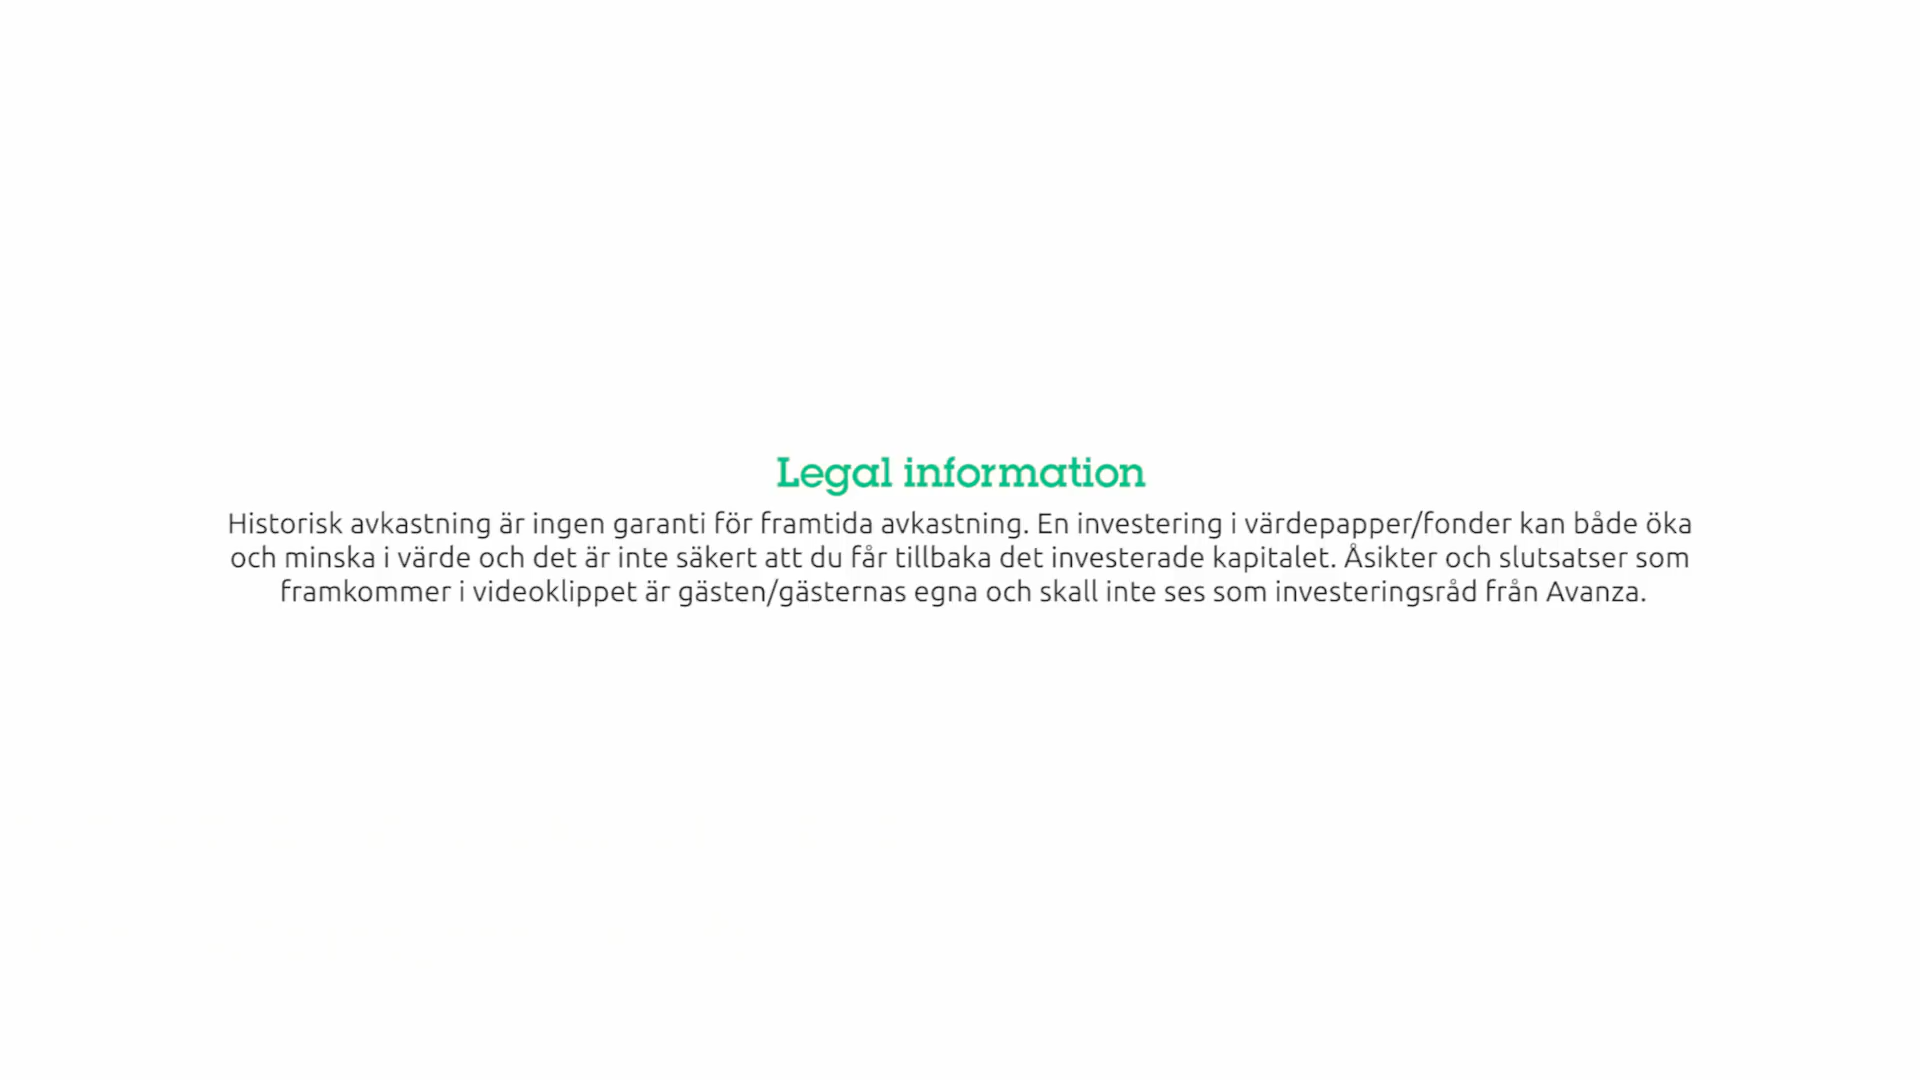 Legal information
Historisk avkastning är ingen garanti för framtida avkastning. En investering i värdepapper/fonder kan både öka
och minska i värde och det är inte säkert att du får tillbaka det investerade kapitalet. Åsikter och slutsatser som
framkommer i videoklippet är gästen/gästernas egna och skall inte ses som investeringsråd från Avanza.